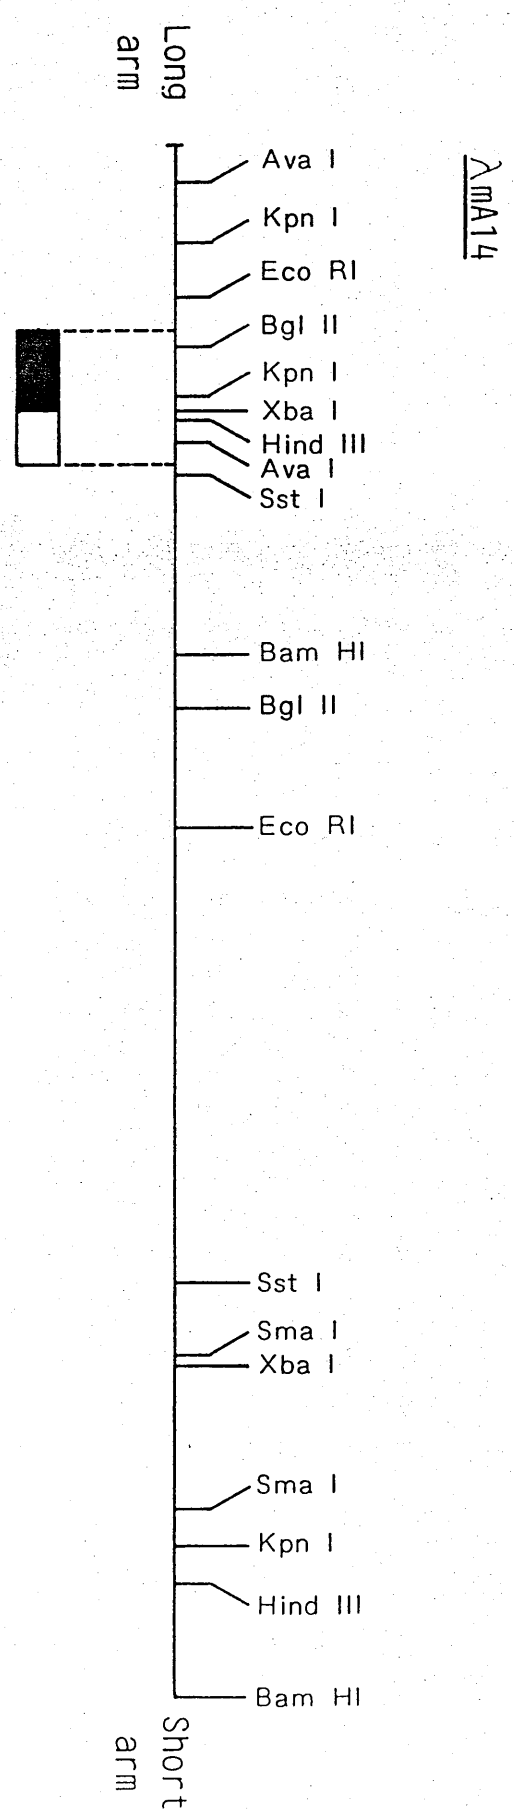 λmA14
Long
arm
Ava I
Kpn I
Eco RI
Bgl II
Kpn I
Xba I
Hind III
Ava I
Sst I
Bam HI
Bgl II
Eco RI
Sst I
Sma I
Xba I
Sma I
Kpn I
Hind III
Bam HI
Short
arm